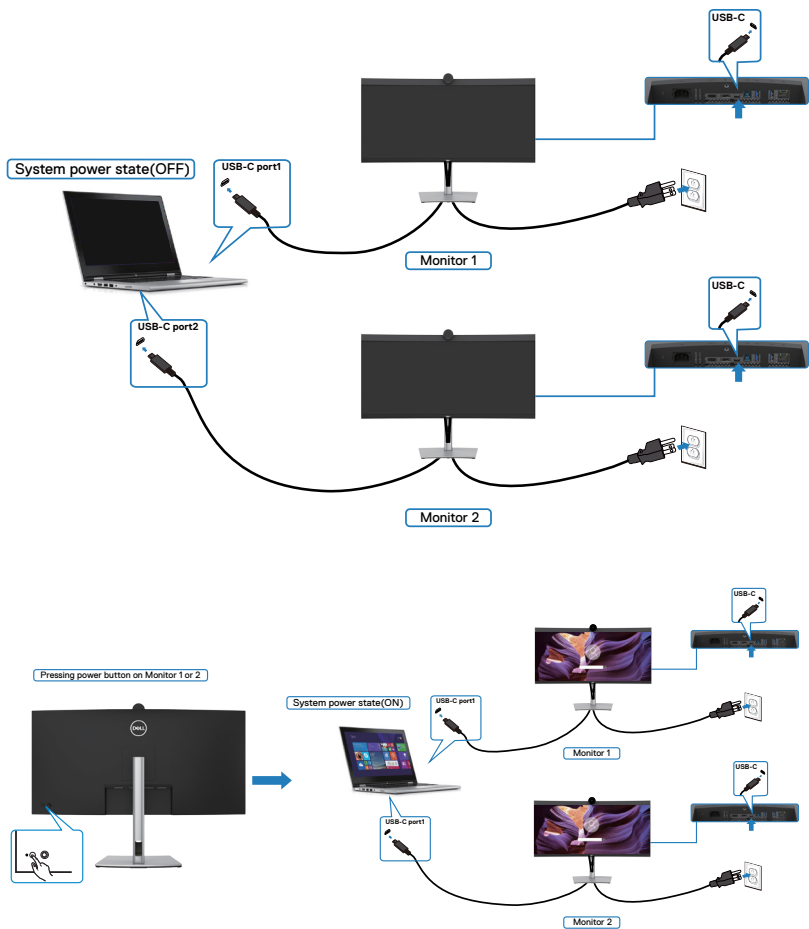 USB-C
System power state(OFF)
USB-C port1
Monitor 1
USB-C
USB-C port2
Monitor 2
Pressing power button on Monitor 1 or 2
DELL
System power state(ON)
USB-C port1
USB-C
Monitor 1
USB-C port1
USB-C
Monitor 2